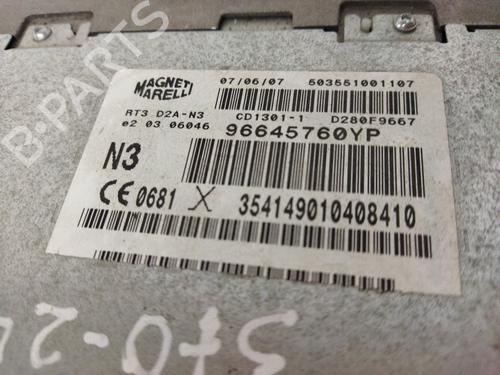 B-PARTS
MAGNETI
MARELLI
07/06/07 503551001107
RT3 D2A-N3 CD1301-1 D280F9667
e2 03 06046 96645760YP
N3
CE 0681 X 354149010408410